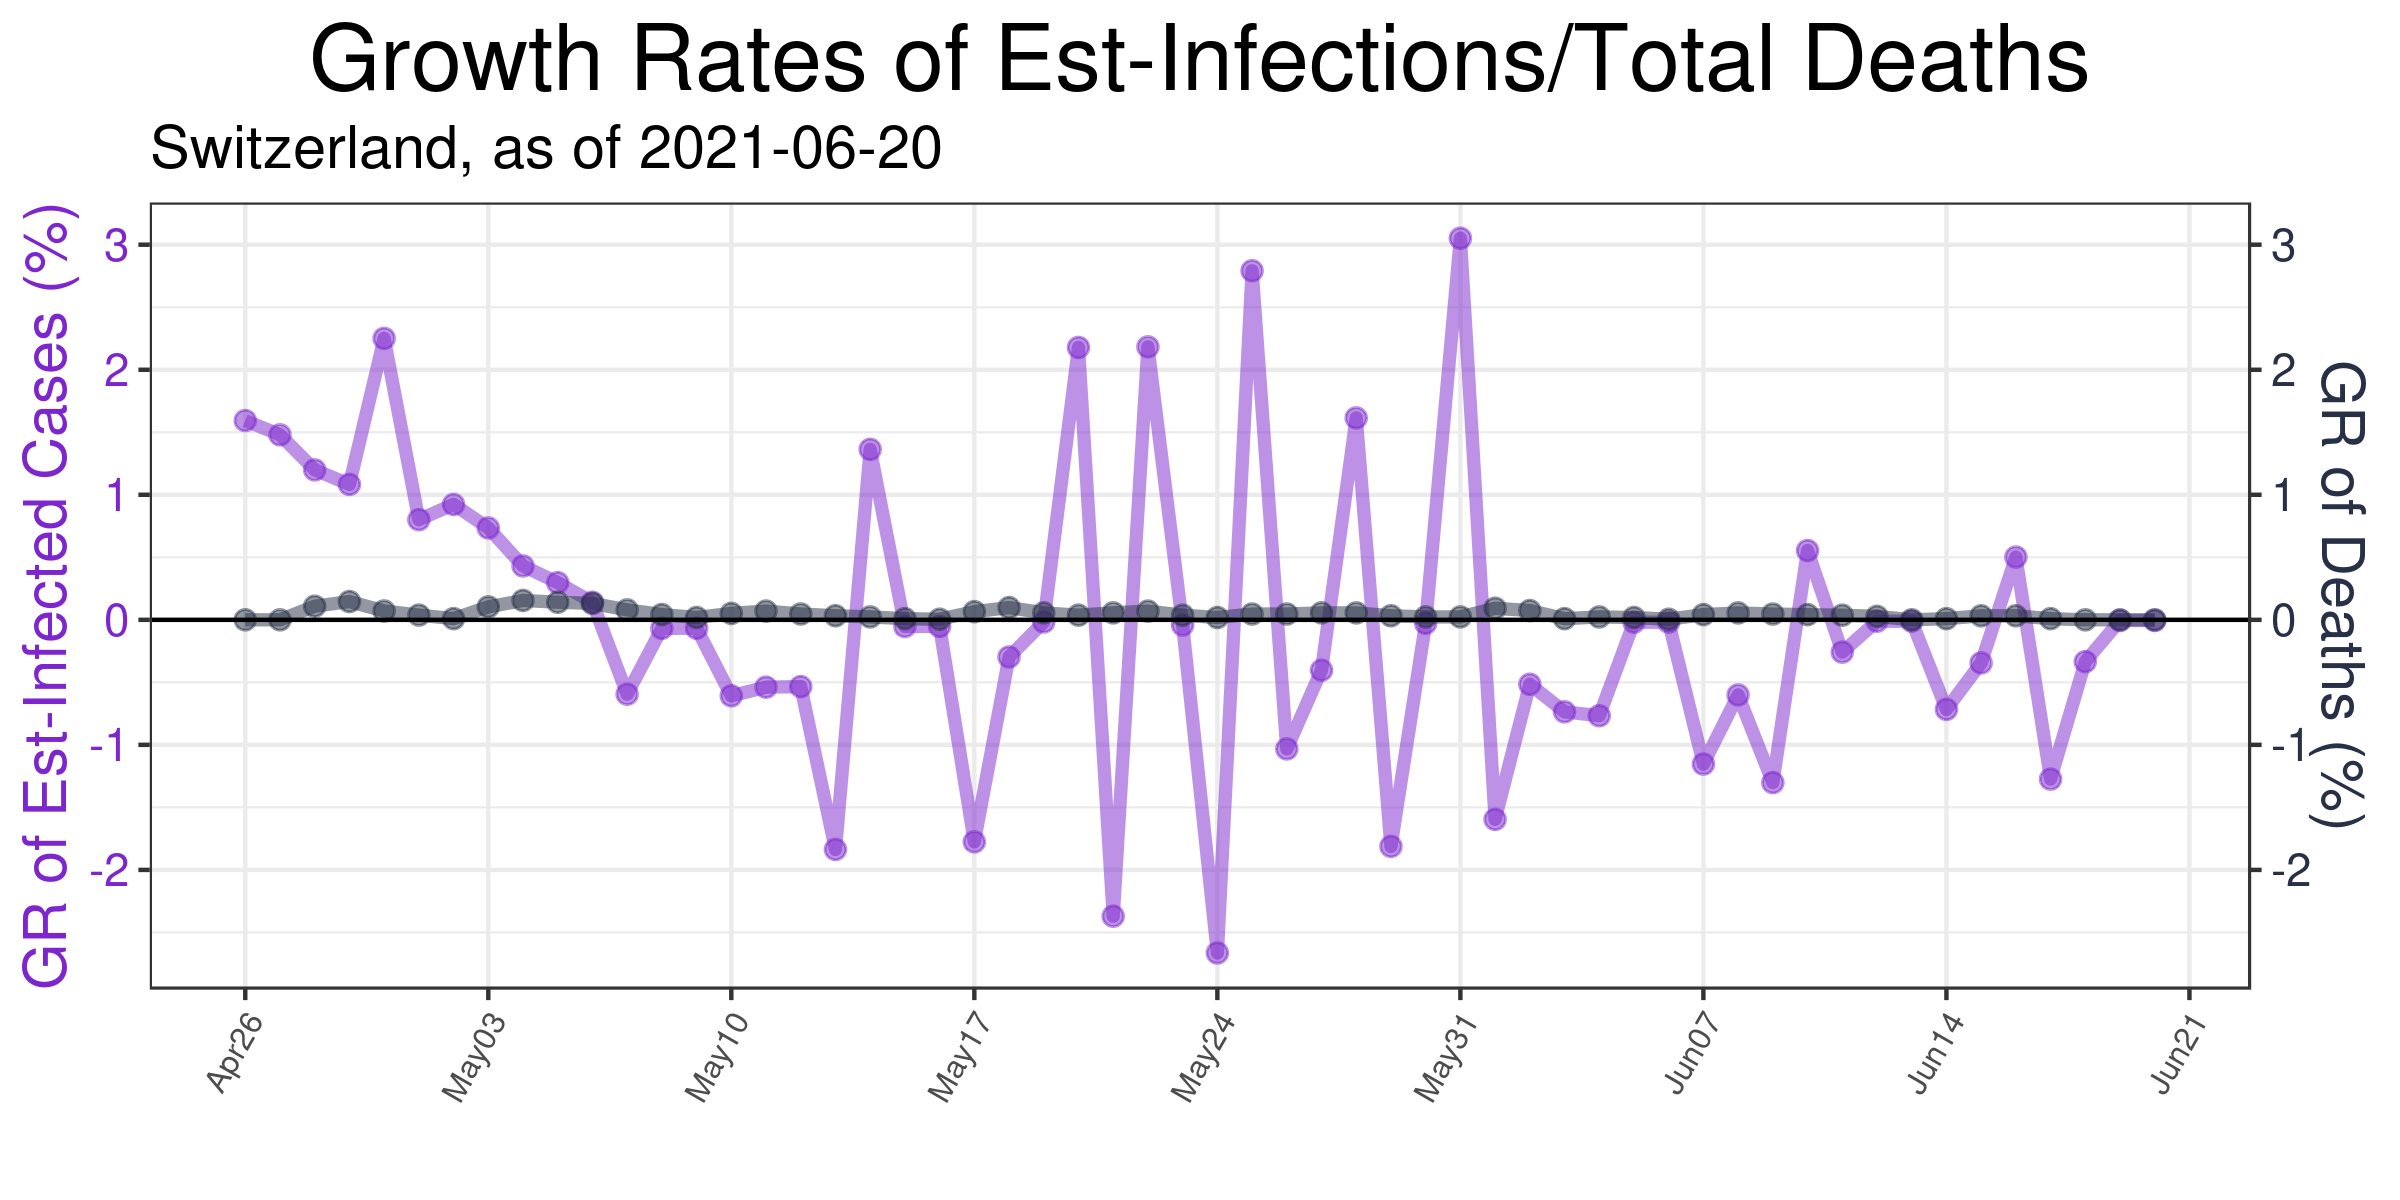 Growth Rates of Est-Infections/Total Deaths
Switzerland, as of 2021-06-20
GR of Est-Infected Cases (%)
3
2
1
0
-1
-2
3
2
1
0
-1
-2
GR of Deaths (%)
Apr26
May03
May10
May17
May24
May31
Jun07
Jun14
Jun21